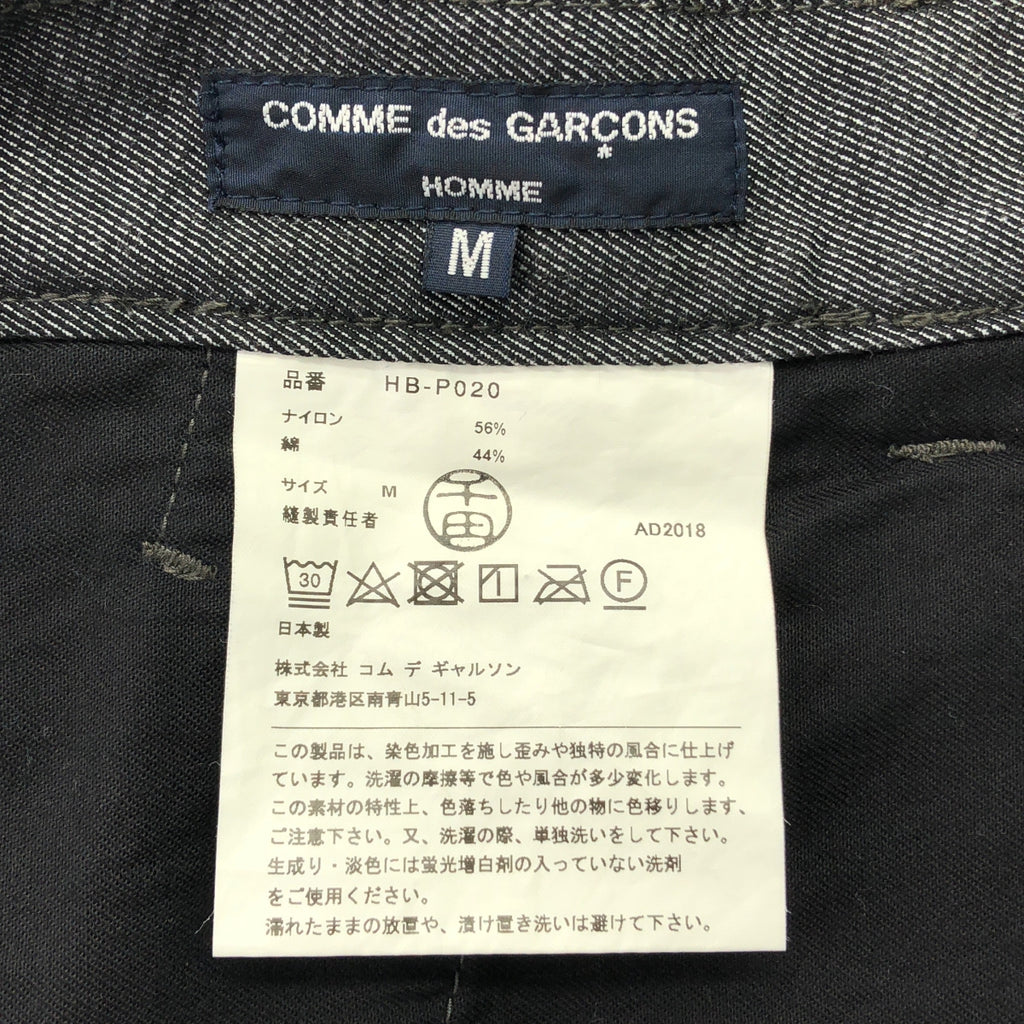 COMME des GARÇONS
*
HOMME
M
品番 HB-P020
ナイロン 56%
綿 44%
サイズ M
縫製責任者 千田 AD2018
30 F
日本製
株式会社 コム デ ギャルソン
東京都港区南青山5-11-5
この製品は、染色加工を施し歪みや独特の風合に仕上げ
ています。洗濯の摩擦等で色や風合が多少変化します。
この素材の特性上、色落ちしたり他の物に色移りします、
ご注意下さい。又、洗濯の際、単独洗いをして下さい。
生成り・淡色には蛍光増白剤の入っていない洗剤
をご使用ください。
濡れたままの放置や、漬け置き洗いは避けて下さい。